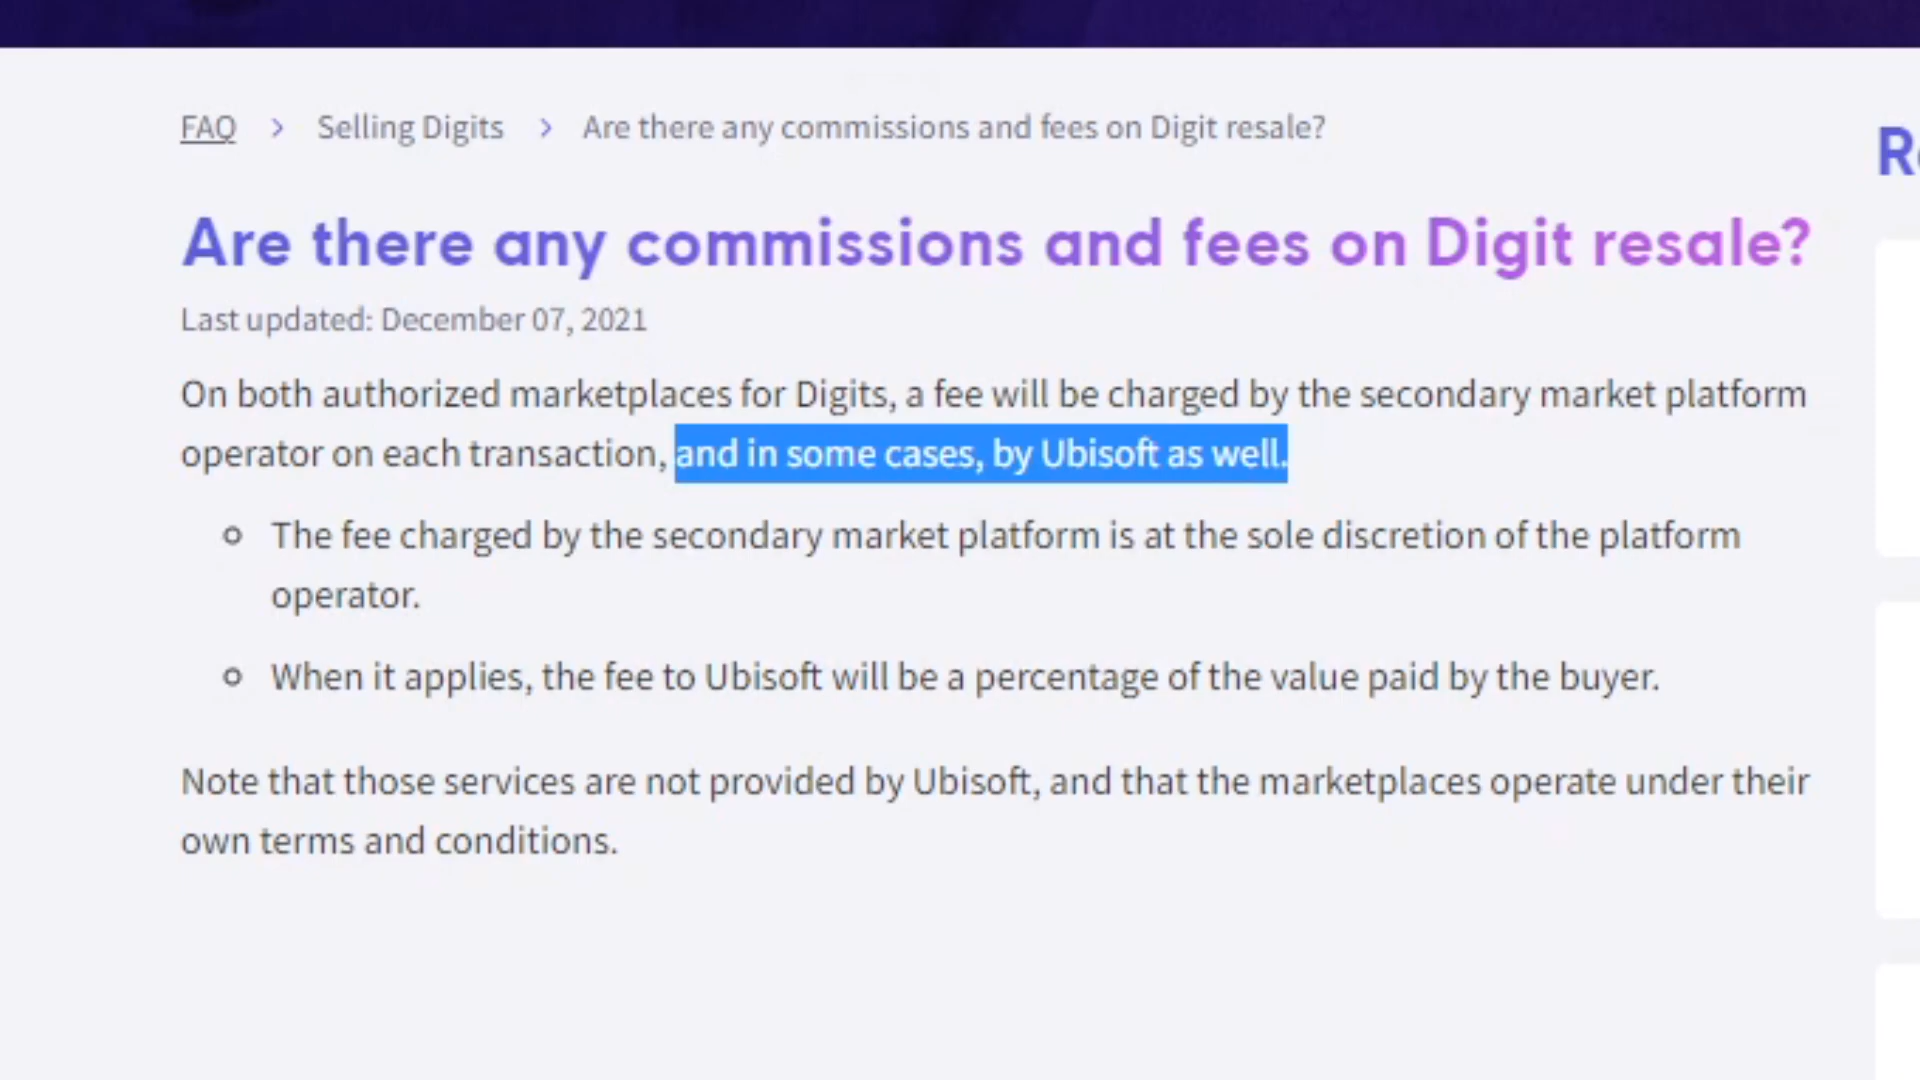 FAQ > Selling Digits > Are there any commissions and fees on Digit resale?
Are there any commissions and fees on Digit resale?
Last updated: December 07, 2021
On both authorized marketplaces for Digits, a fee will be charged by the secondary market platform
operator on each transaction, and in some cases, by Ubisoft as well.
The fee charged by the secondary market platform is at the sole discretion of the platform
operator.
When it applies, the fee to Ubisoft will be a percentage of the value paid by the buyer.
Note that those services are not provided by Ubisoft, and that the marketplaces operate under their
own terms and conditions.